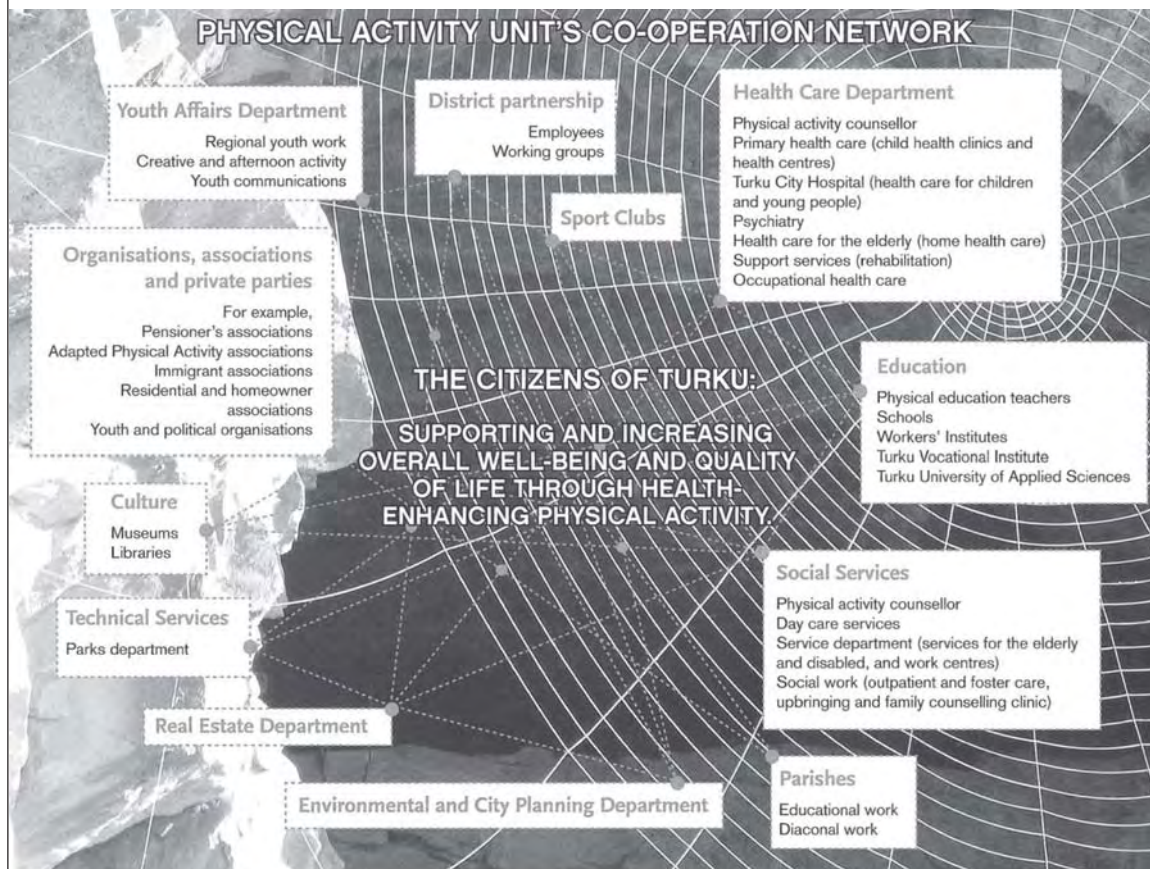 PHYSICAL ACTIVITY UNIT'S CO-OPERATION NETWORK
Youth Affairs Department
Regional youth work
Creative and afternoon activity
Youth communications
District partnership
Employees
Working groups
Sport Clubs
Health Care Department
Physical activity counsellor
Primary health care (child health clinics and
health centres)
Turku City Hospital (health care for children
and young people)
Psychiatry
Health care for the elderly (home health care)
Support services (rehabilitation)
Occupational health care
Organisations, associations
and private parties
For example,
Pensioner's associations
Adapted Physical Activity associations
Immigrant associations
Residential and homeowner
associations
Youth and political organisations
THE CITIZENS OF TURKU:
SUPPORTING AND INCREASING
OVERALL WELL-BEING AND QUALITY
OF LIFE THROUGH HEALTH-
ENHANCING PHYSICAL ACTIVITY.
Education
Physical education teachers
Schools
Workers' Institutes
Turku Vocational Institute
Turku University of Applied Sciences
Culture
Museums
Libraries
Technical Services
Parks department
Social Services
Physical activity counsellor
Day care services
Service department (services for the elderly
and disabled, and work centres)
Social work (outpatient and foster care,
upbringing and family counselling clinic)
Real Estate Department
Environmental and City Planning Department
Parishes
Educational work
Diaconal work